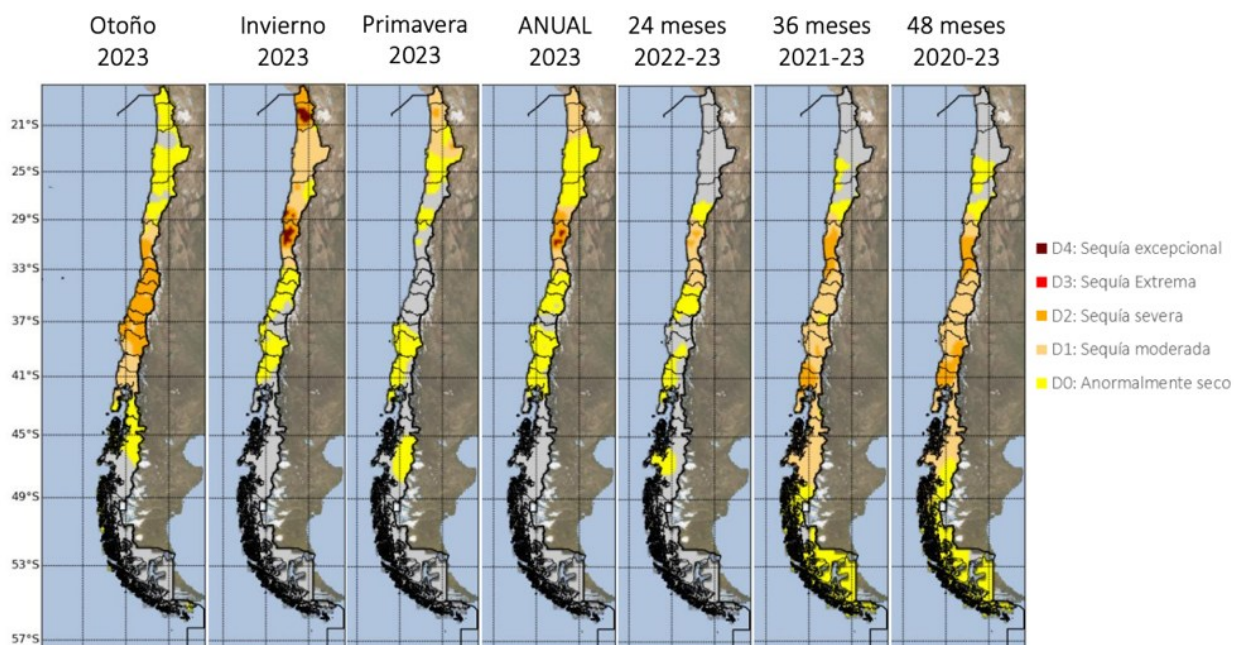 Otoño
2023
Invierno
2023
Primavera
2023
ANUAL
2023
24 meses
2022-23
36 meses
2021-23
48 meses
2020-23
21°S
25°S
29°S
33°S
37°S
41°S
45°S
49°S
53°S
57°S
D4: Sequía excepcional
D3: Sequía Extrema
D2: Sequía severa
D1: Sequía moderada
D0: Anormalmente seco